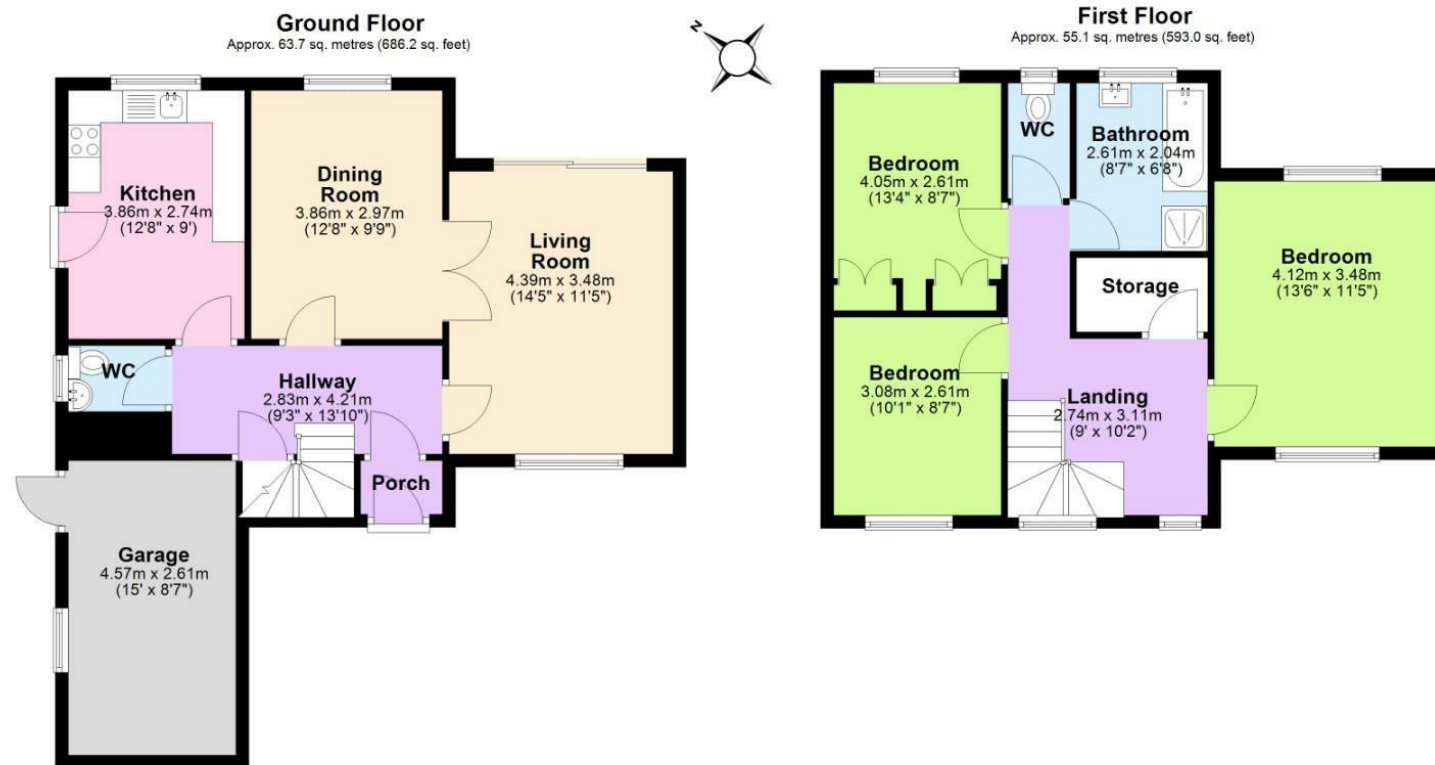 Ground Floor
Approx. 63.7 sq. metres (686.2 sq. feet)
N
Kitchen
3.86m x 2.74m
(12'8" x 9')
Dining
Room
3.86m x 2.97m
(12'8" x 9'9")
Living
Room
4.39m x 3.48m
(14'5" x 11'5")
WC
Hallway
2.83m x 4.21m
(9'3" x 13'10")
Porch
Garage
4.57m x 2.61m
(15' x 8'7")
First Floor
Approx. 55.1 sq. metres (593.0 sq. feet)
Bedroom
4.05m x 2.61m
(13'4" x 8'7")
WC
Bathroom
2.61m x 2.04m
(8'7" x 6'8")
Bedroom
4.12m x 3.48m
(13'6" x 11'5")
Storage
Bedroom
3.08m x 2.61m
(10'1" x 8'7")
Landing
2.74m x 3.11m
(9' x 10'2")